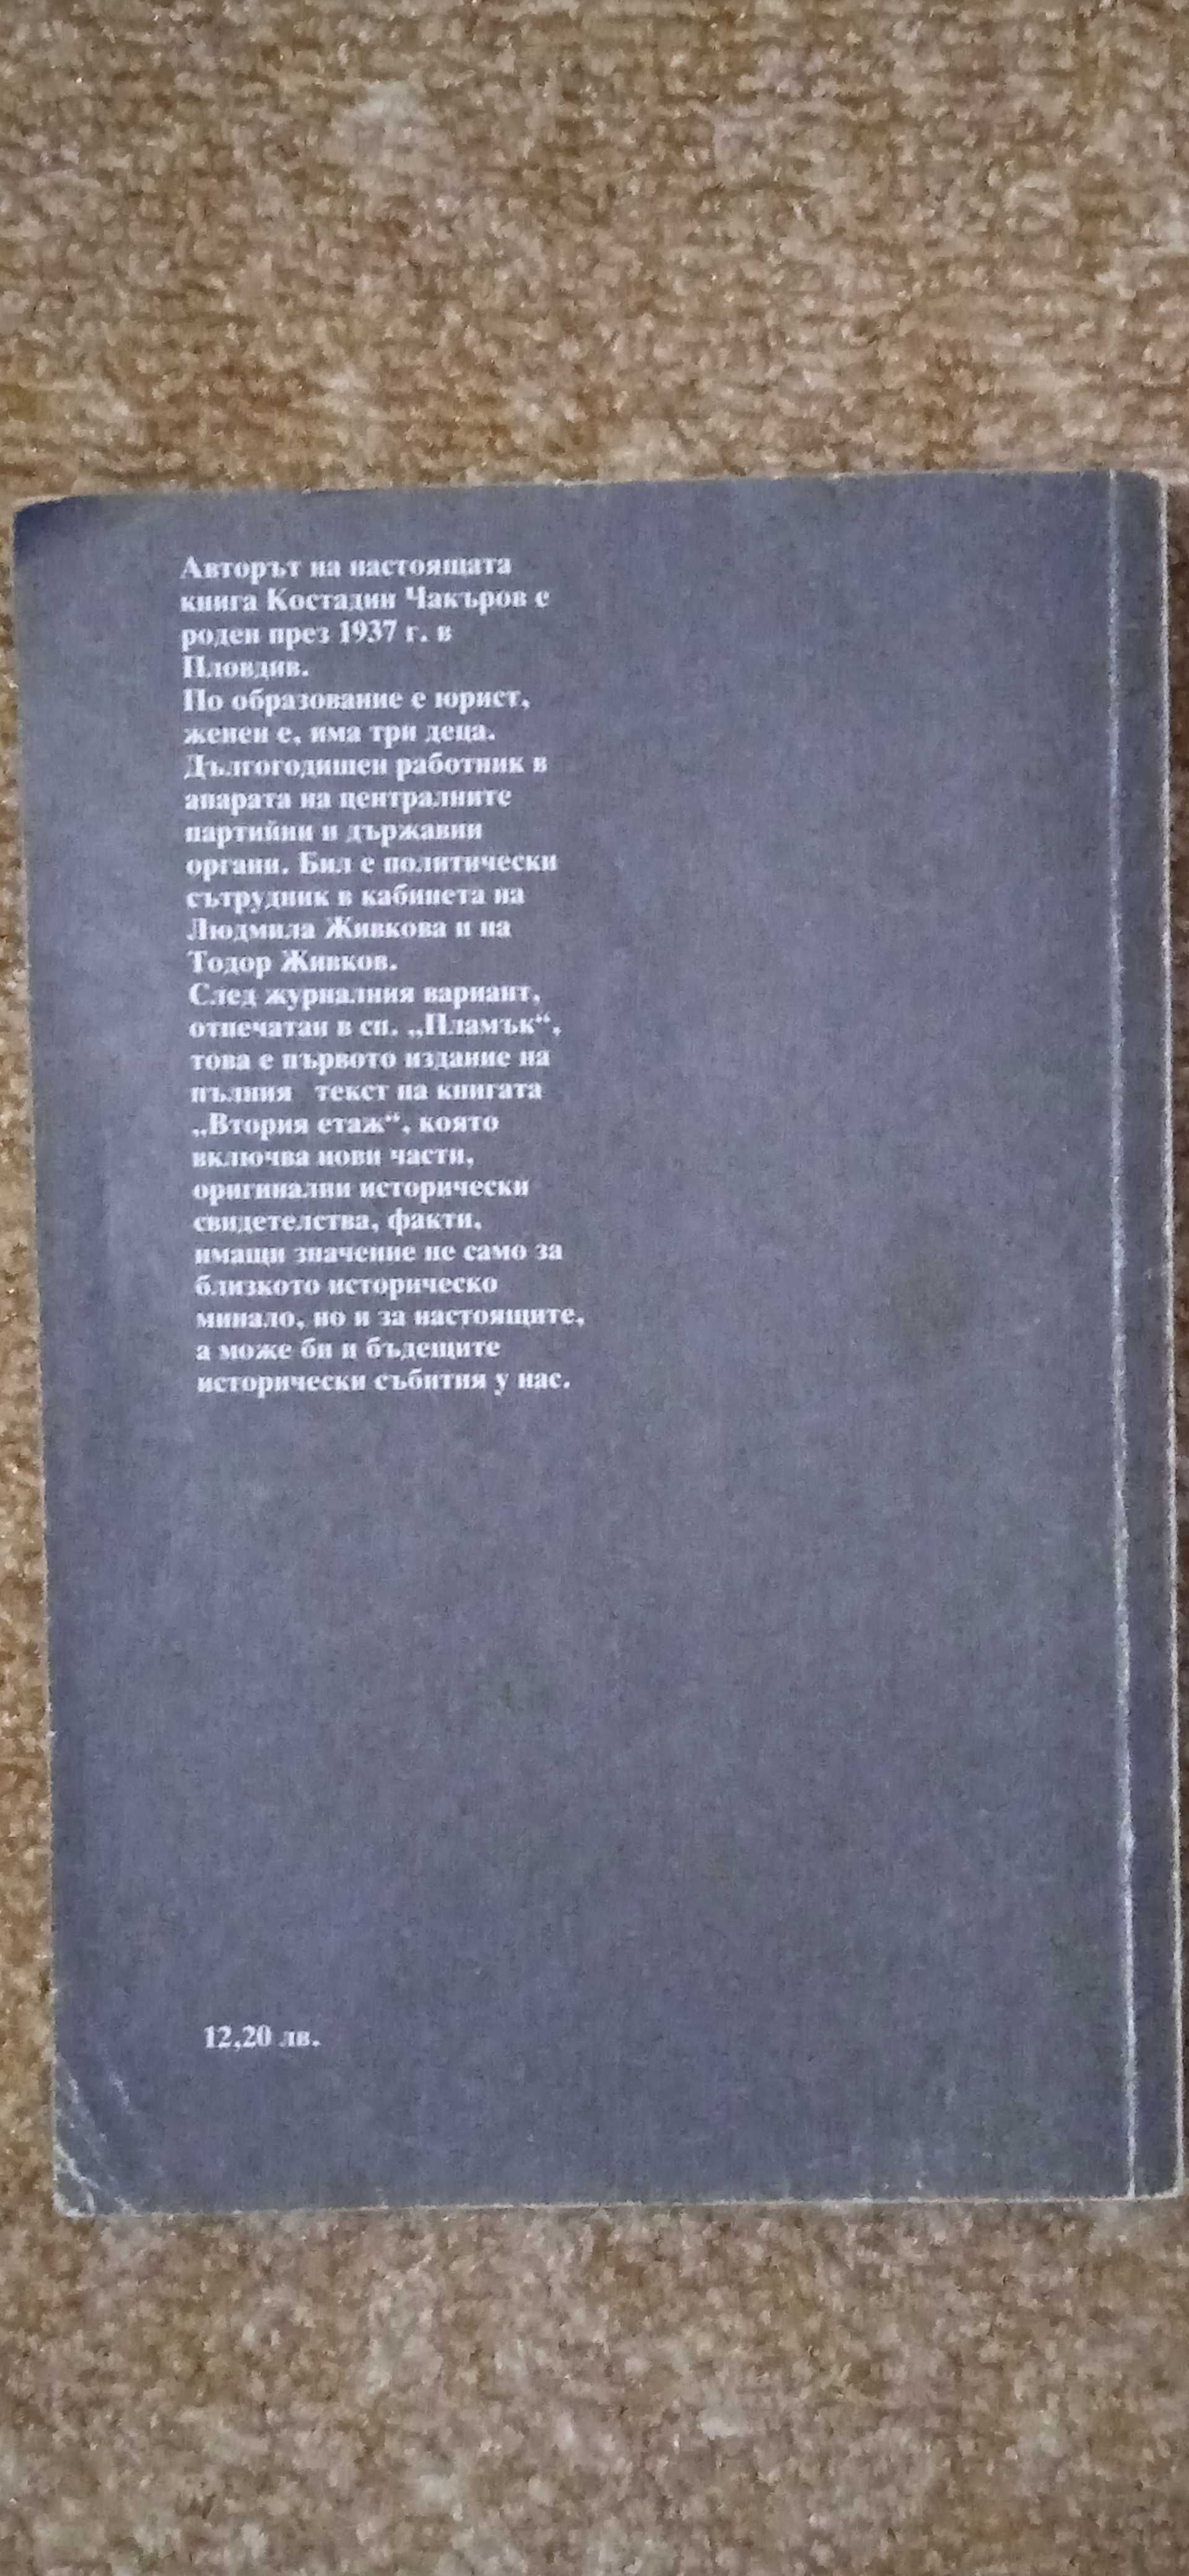 Авторът на настоящата
книга Костадин Чакъров е
роден през 1937 г. в
Пловдив.
По образование е юрист,
женен е, има три деца.
Дългогодишен работник в
апарата на централните
партийни и държавни
органи. Бил е политически
сътрудник в кабинета на
Людмила Живкова и на
Тодор Живков.
След журналния вариант,
отпечатан в сп. „Пламък“,
това е първото издание на
пълния текст на книгата
„Втория етаж“, която
включва нови части,
оригинални исторически
свидетелства, факти,
имащи значение не само за
близкото историческо
минало, но и за настоящите,
а може би и бъдещите
исторически събития у нас.
12,20 лв.